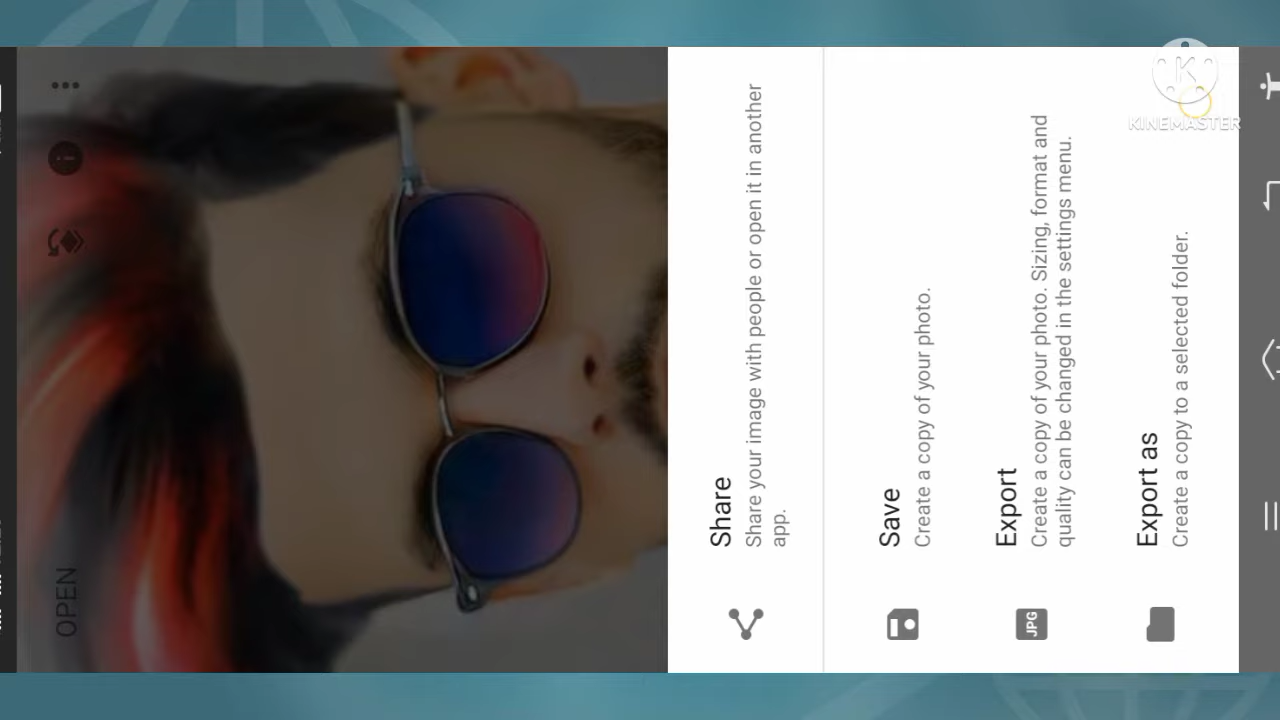 OPEN
Share
Share your image with people or open it in another
app.
Save
Create a copy of your photo.
Export
Create a copy of your photo. Sizing, format and
quality can be changed in the settings menu.
JPG
Export as
Create a copy to a selected folder.
K
KINEMASTER